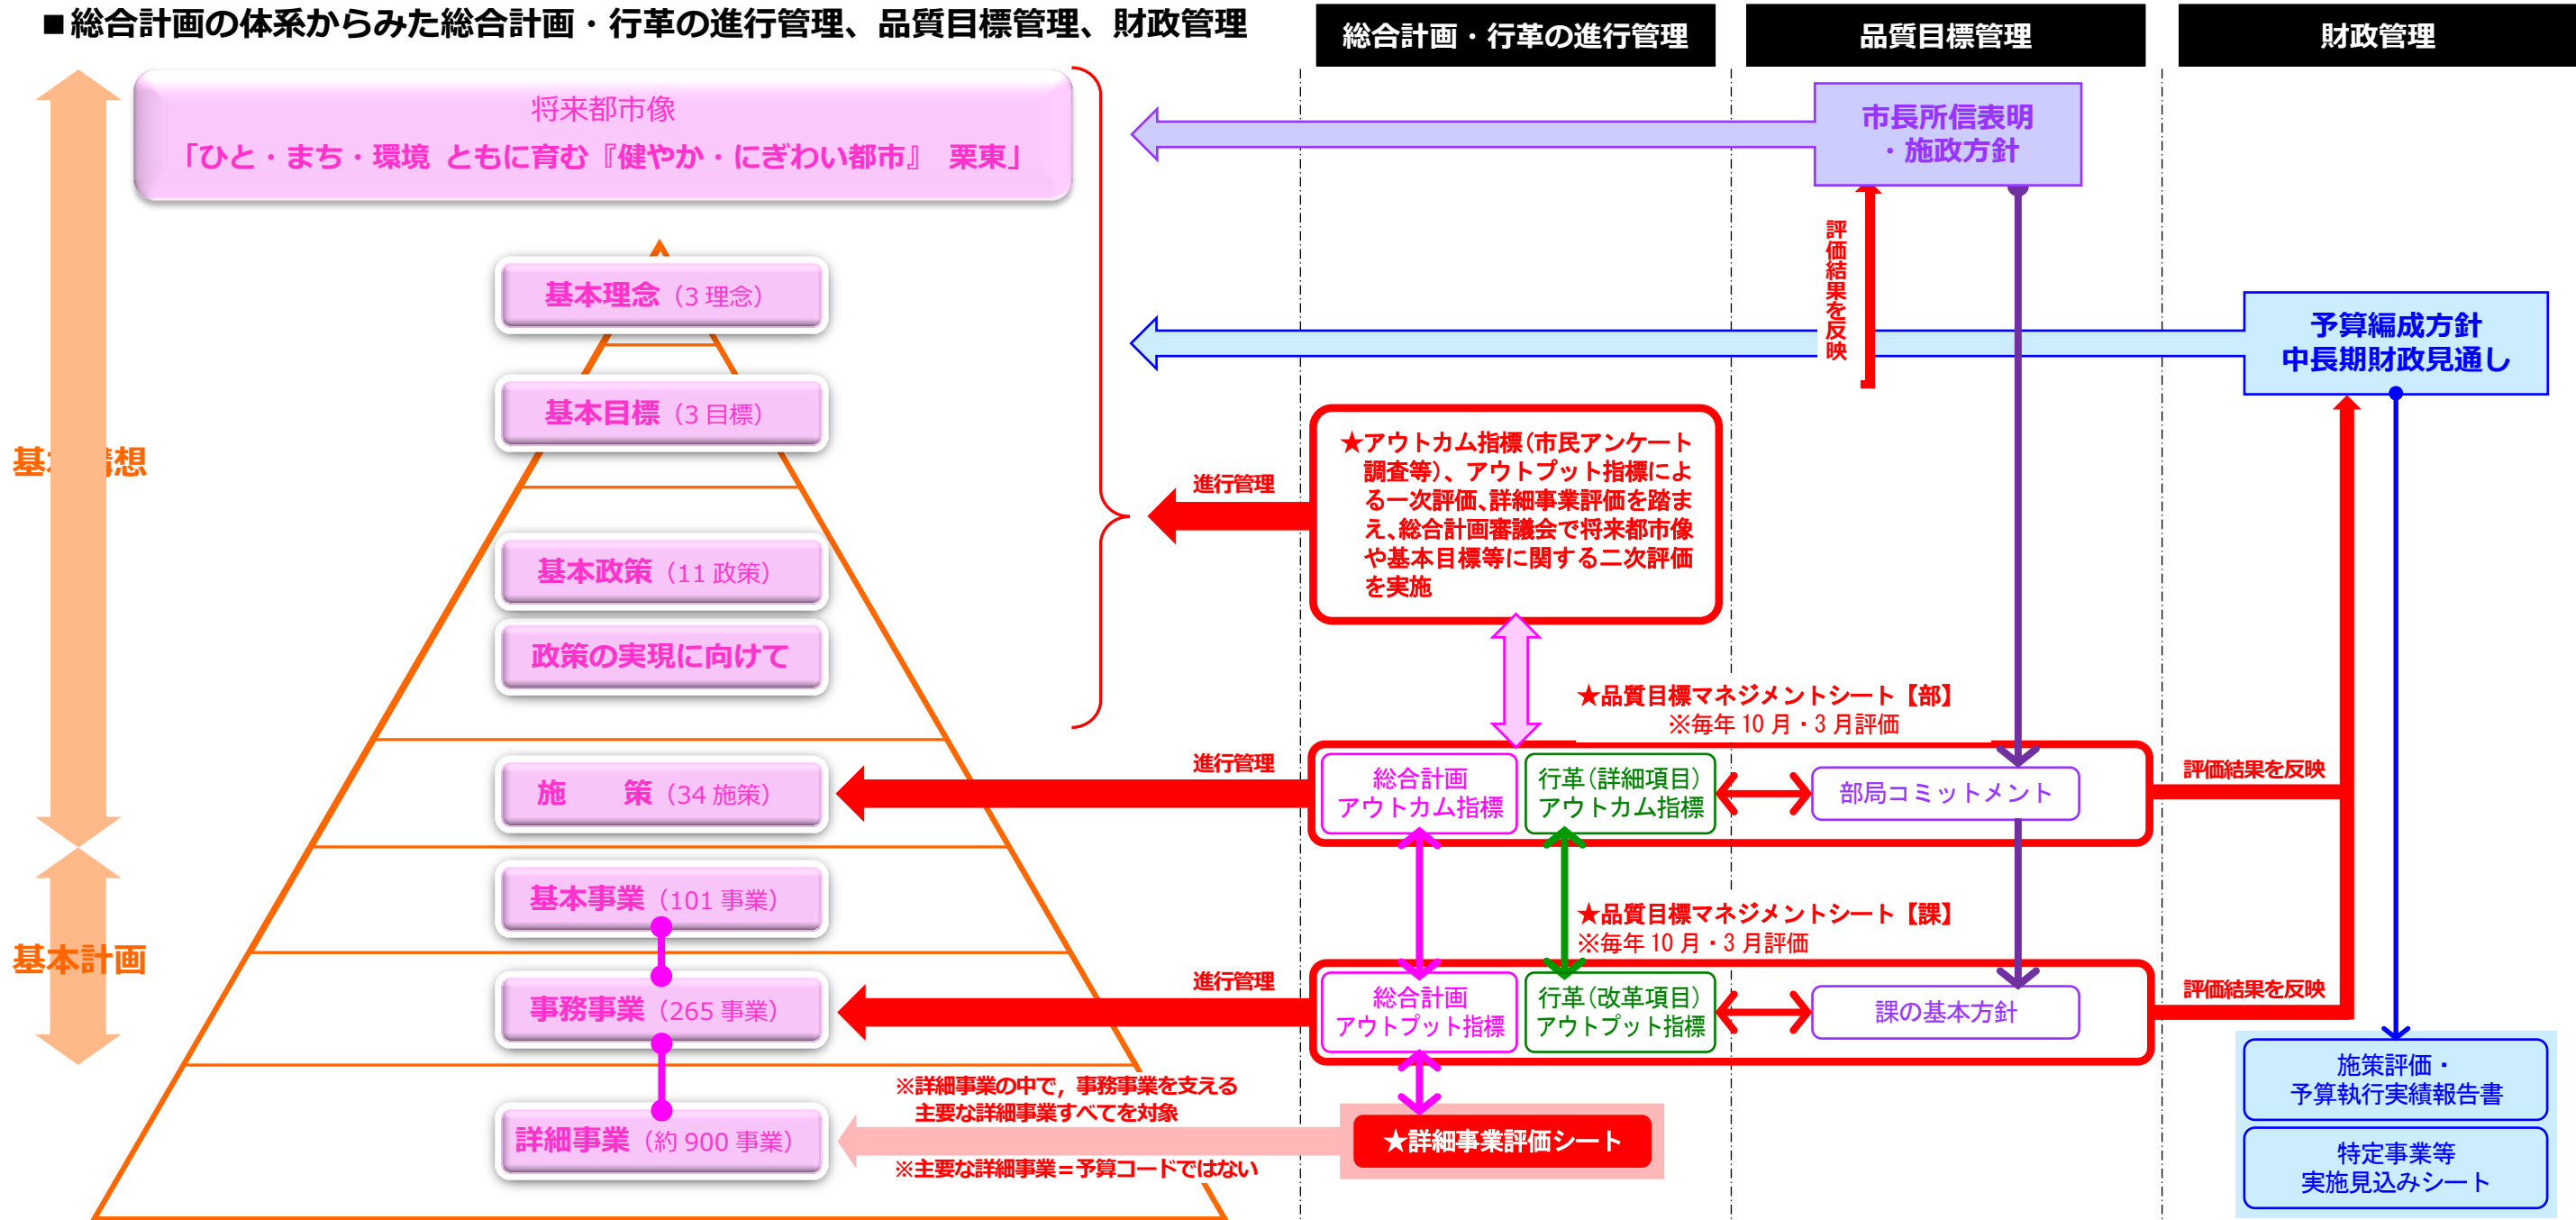 ■総合計画の体系からみた総合計画・行革の進行管理、品質目標管理、財政管理
総合計画・行革の進行管理
品質目標管理
財政管理
将来都市像
「ひと・まち・環境 ともに育む『健やか・にぎわい都市』 栗東」
市長所信表明
・施政方針
評価結果を反映
基本理念（3 理念）
予算編成方針
中長期財政見通し
基本目標（3 目標）
基本構想
進行管理
★アウトカム指標（市民アンケート
調査等）、アウトプット指標によ
る一次評価、詳細事業評価を踏ま
え、総合計画審議会で将来都市像
や基本目標等に関する二次評価
を実施
基本政策（11 政策）
政策の実現に向けて
★品質目標マネジメントシート【部】
※毎年 10 月・3 月評価
施　策（34 施策）
進行管理
総合計画
アウトカム指標
行革（詳細項目）
アウトカム指標
部局コミットメント
評価結果を反映
基本事業（101 事業）
★品質目標マネジメントシート【課】
※毎年 10 月・3 月評価
基本計画
事務事業（265 事業）
進行管理
総合計画
アウトプット指標
行革（改革項目）
アウトプット指標
課の基本方針
評価結果を反映
※詳細事業の中で，事務事業を支える
主要な詳細事業すべてを対象
詳細事業（約 900 事業）
★詳細事業評価シート
※主要な詳細事業＝予算コードではない
施策評価・
予算執行実績報告書
特定事業等
実施見込みシート